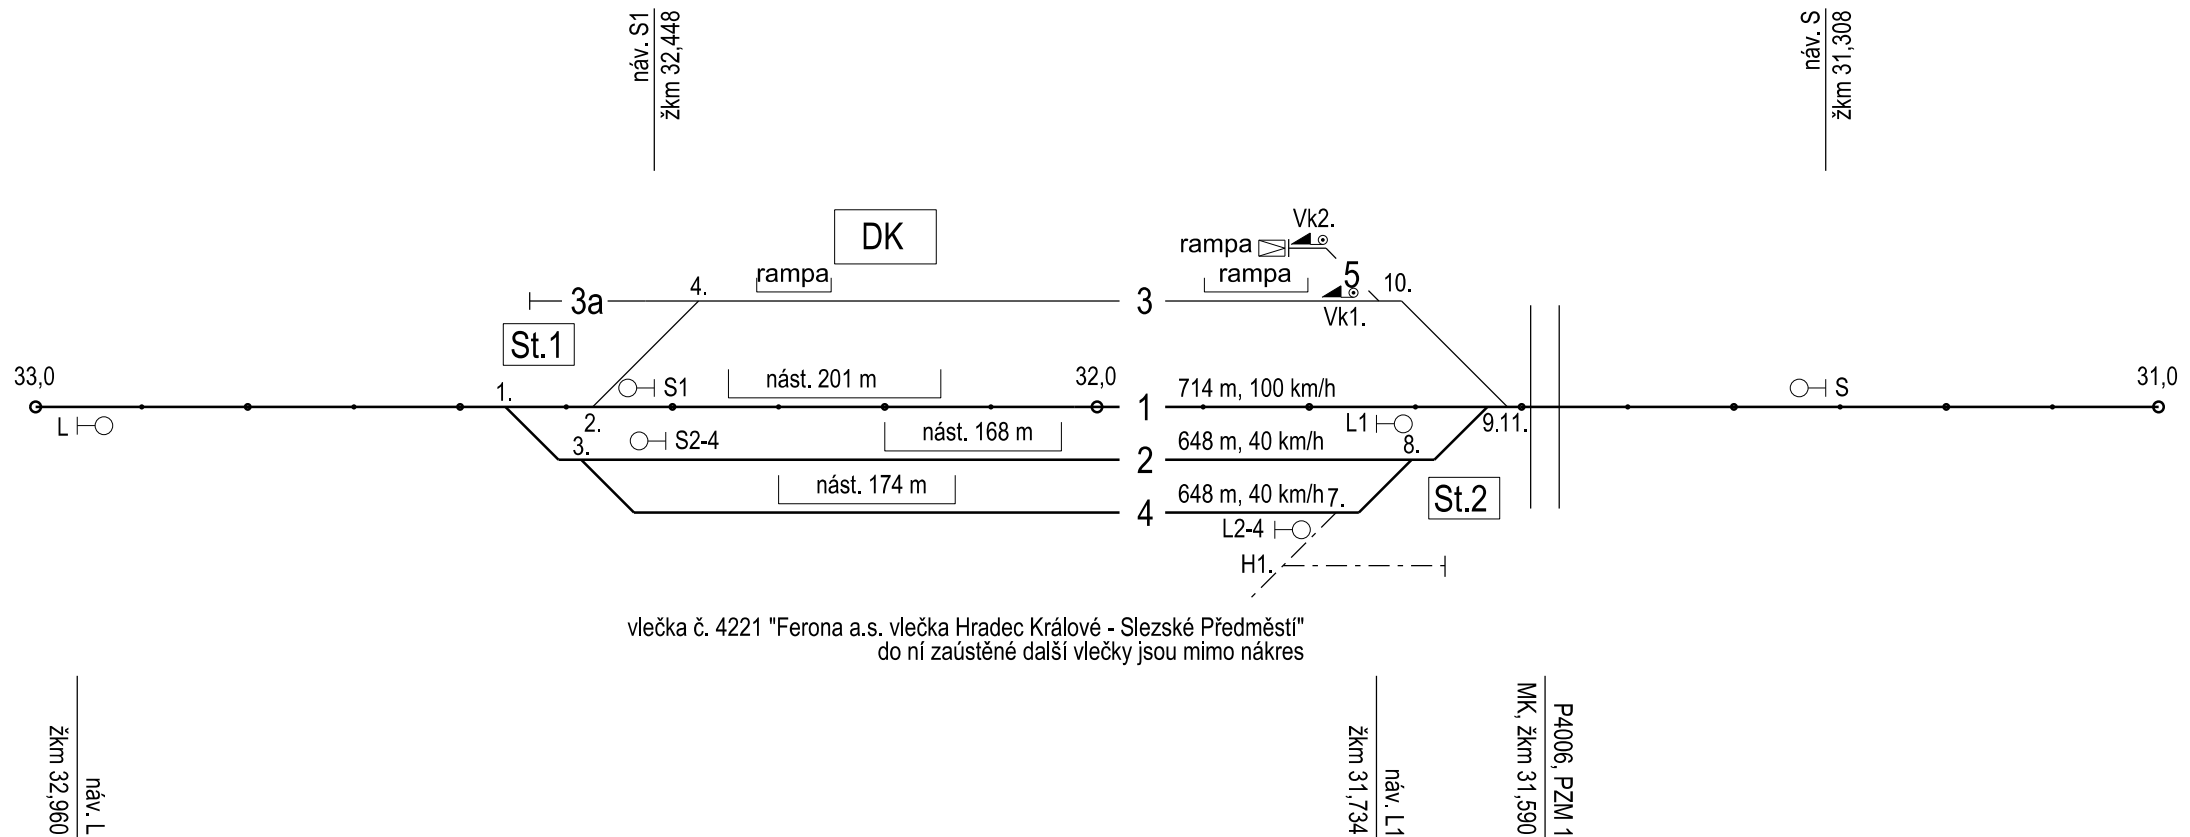 náv. S1
žkm 32,448
náv. S
žkm 31,308
DK
Vk2.
rampa
rampa
rampa
5
10.
4.
3a
3
Vk1.
St.1
33,0
1.
S1
nást. 201 m
32,0
714 m, 100 km/h
S
31,0
1
L
2.
L1
9.11.
S2-4
nást. 168 m
648 m, 40 km/h
8.
3.
2
nást. 174 m
648 m, 40 km/h
7.
St.2
4
L2-4
H1.
vlečka č. 4221 "Ferona a.s. vlečka Hradec Králové - Slezské Předměstí"
do ní zaústěné další vlečky jsou mimo nákres
náv. L
žkm 32,960
náv. L1
žkm 31,734
P4006, PZM 1
MK, žkm 31,590